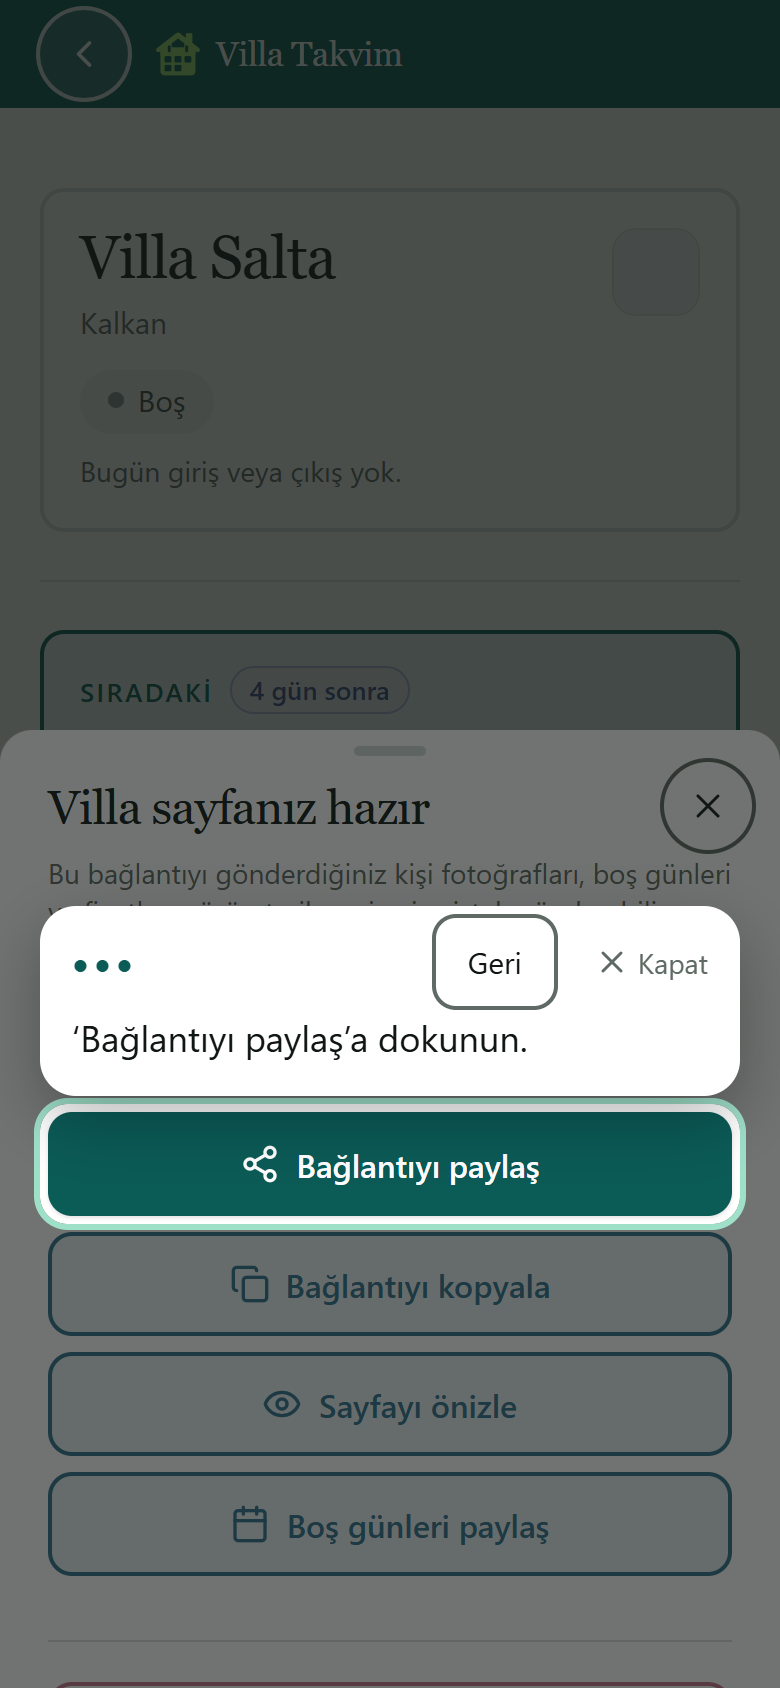 Villa Takvim
Villa Salta
Kalkan
Boş
Bugün giriş veya çıkış yok.
SIRADAKİ
4 gün sonra
Villa sayfanız hazır
Bu bağlantıyı gönderdiğiniz kişi fotoğrafları, boş günleri
Geri
Kapat
‘Bağlantıyı paylaş’a dokunun.
Bağlantıyı paylaş
Bağlantıyı kopyala
Sayfayı önizle
Boş günleri paylaş